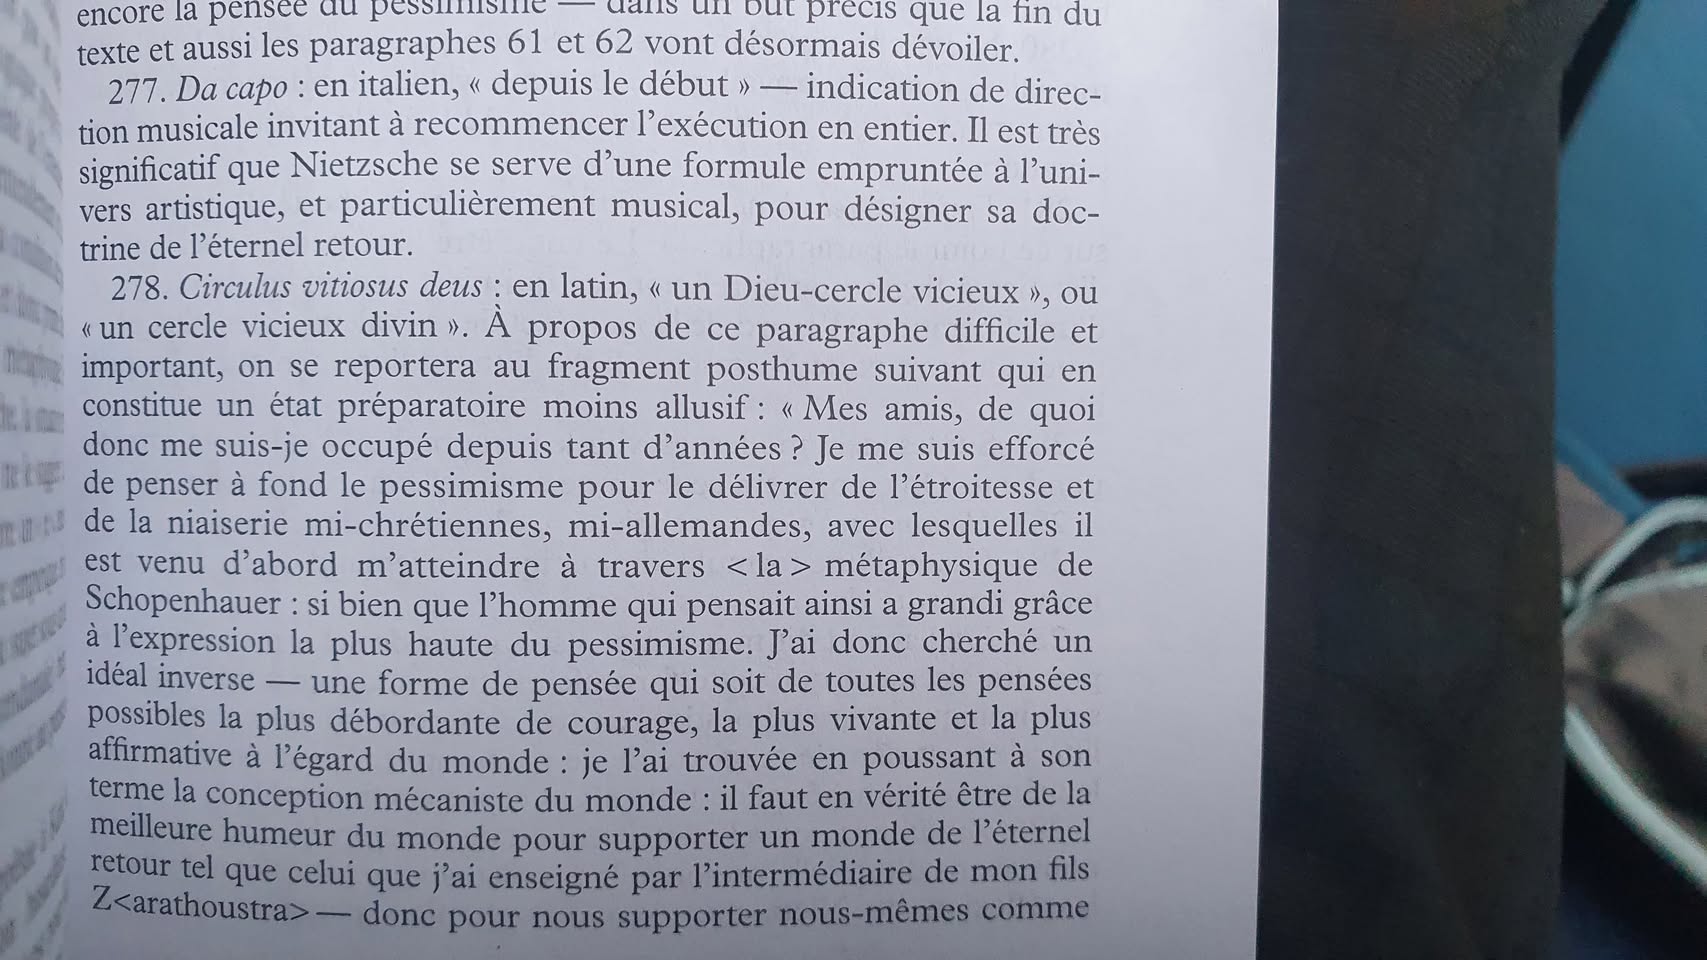 encore la pensée du pessimisme — dans un but précis que la fin du
texte et aussi les paragraphes 61 et 62 vont désormais dévoiler.
277. Da capo : en italien, « depuis le début » — indication de direc-
tion musicale invitant à recommencer l'exécution en entier. Il est très
significatif que Nietzsche se serve d'une formule empruntée à l'uni-
vers artistique, et particulièrement musical, pour désigner sa doc-
trine de l'éternel retour.
278. Circulus vitiosus deus : en latin, « un Dieu-cercle vicieux », ou
« un cercle vicieux divin ». À propos de ce paragraphe difficile et
important, on se reportera au fragment posthume suivant qui en
constitue un état préparatoire moins allusif : « Mes amis, de quoi
donc me suis-je occupé depuis tant d'années ? Je me suis efforcé
de penser à fond le pessimisme pour le délivrer de l'étroitesse et
de la niaiserie mi-chrétiennes, mi-allemandes, avec lesquelles il
est venu d'abord m'atteindre à travers <la> métaphysique de
Schopenhauer : si bien que l'homme qui pensait ainsi a grandi grâce
à l'expression la plus haute du pessimisme. J'ai donc cherché un
idéal inverse — une forme de pensée qui soit de toutes les pensées
possibles la plus débordante de courage, la plus vivante et la plus
affirmative à l'égard du monde : je l'ai trouvée en poussant à son
terme la conception mécaniste du monde : il faut en vérité être de la
meilleure humeur du monde pour supporter un monde de l'éternel
retour tel que celui que j'ai enseigné par l'intermédiaire de mon fils
Z<arathoustra> — donc pour nous supporter nous-mêmes comme